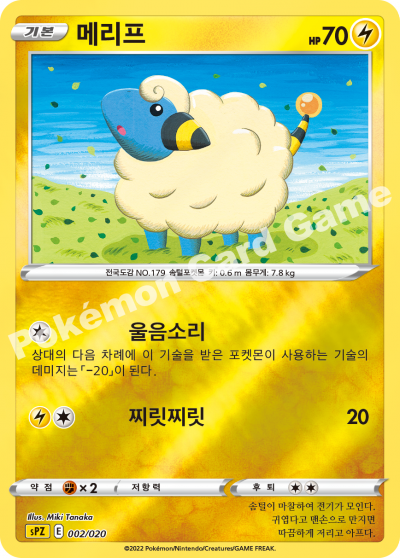 기본 메리프 HP 70
전국도감 NO.179 솜털포켓몬 키: 0.6 m 몸무게: 7.8 kg
울음소리
상대의 다음 차례에 이 기술을 받은 포켓몬이 사용하는 기술의
데미지는 「-20」이 된다.
찌릿찌릿 20
약점 ×2 저항력 후퇴
Illus. Miki Tanaka
sPZ E 002/020
솜털이 마찰하여 전기가 모인다.
귀엽다고 맨손으로 만지면
따끔하게 저리고 아프다.
©2022 Pokémon/Nintendo/Creatures/GAME FREAK.
Pokémon Card Game